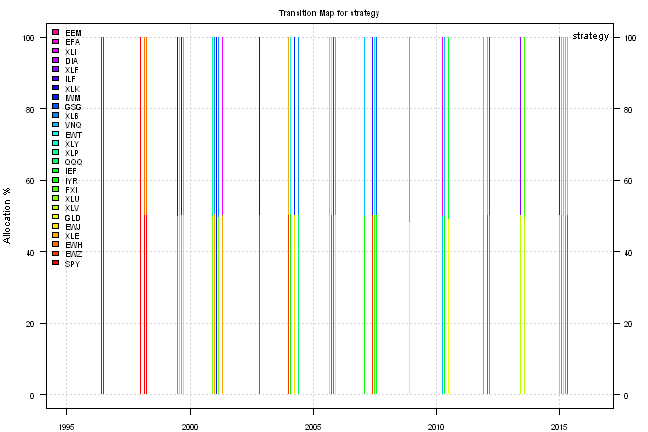 Transition Map for strategy
strategy
Allocation %
100
80
60
40
20
0
100
80
60
40
20
0
EEM
EFA
XLI
DIA
XLF
ILF
XLK
IWM
GSG
XLB
VNQ
EWT
XLY
XLP
QQQ
IEF
IYR
FXI
XLU
XLV
GLD
EWJ
XLE
EWH
EWZ
SPY
1995
2000
2005
2010
2015